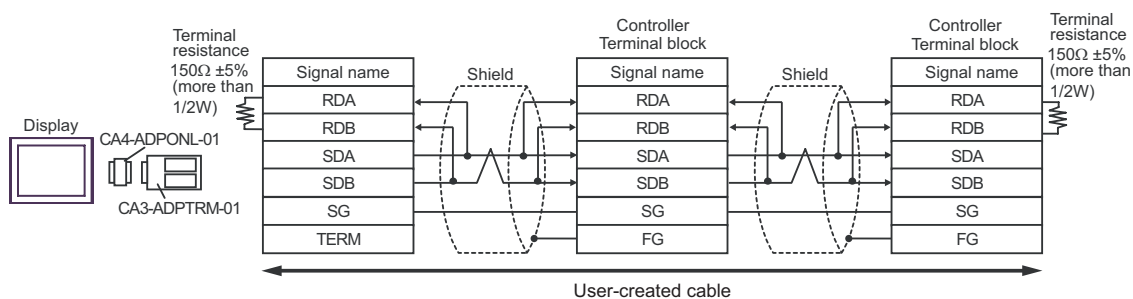 Terminal
resistance
150Ω ±5%
(more than
1/2W)
Display
CA4-ADPONL-01
CA3-ADPTRM-01
Signal name
RDA
RDB
SDA
SDB
SG
TERM
Shield
Controller
Terminal block
Signal name
RDA
RDB
SDA
SDB
SG
FG
Shield
Controller
Terminal block
Signal name
RDA
RDB
SDA
SDB
SG
FG
Terminal
resistance
150Ω ±5%
(more than
1/2W)
User-created cable